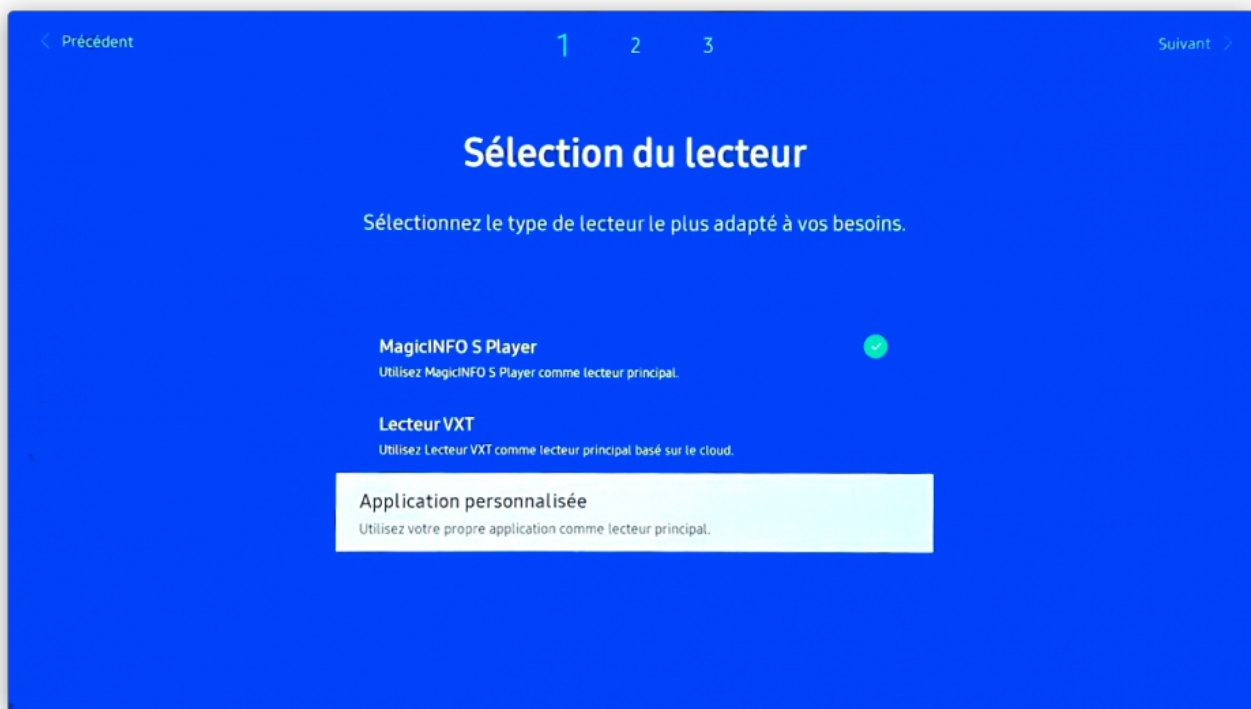 Précédent
1 2 3
Suivant
Sélection du lecteur
Sélectionnez le type de lecteur le plus adapté à vos besoins.
MagicINFO S Player
Utilisez MagicINFO S Player comme lecteur principal.
Lecteur VXT
Utilisez Lecteur VXT comme lecteur principal basé sur le cloud.
Application personnalisée
Utilisez votre propre application comme lecteur principal.